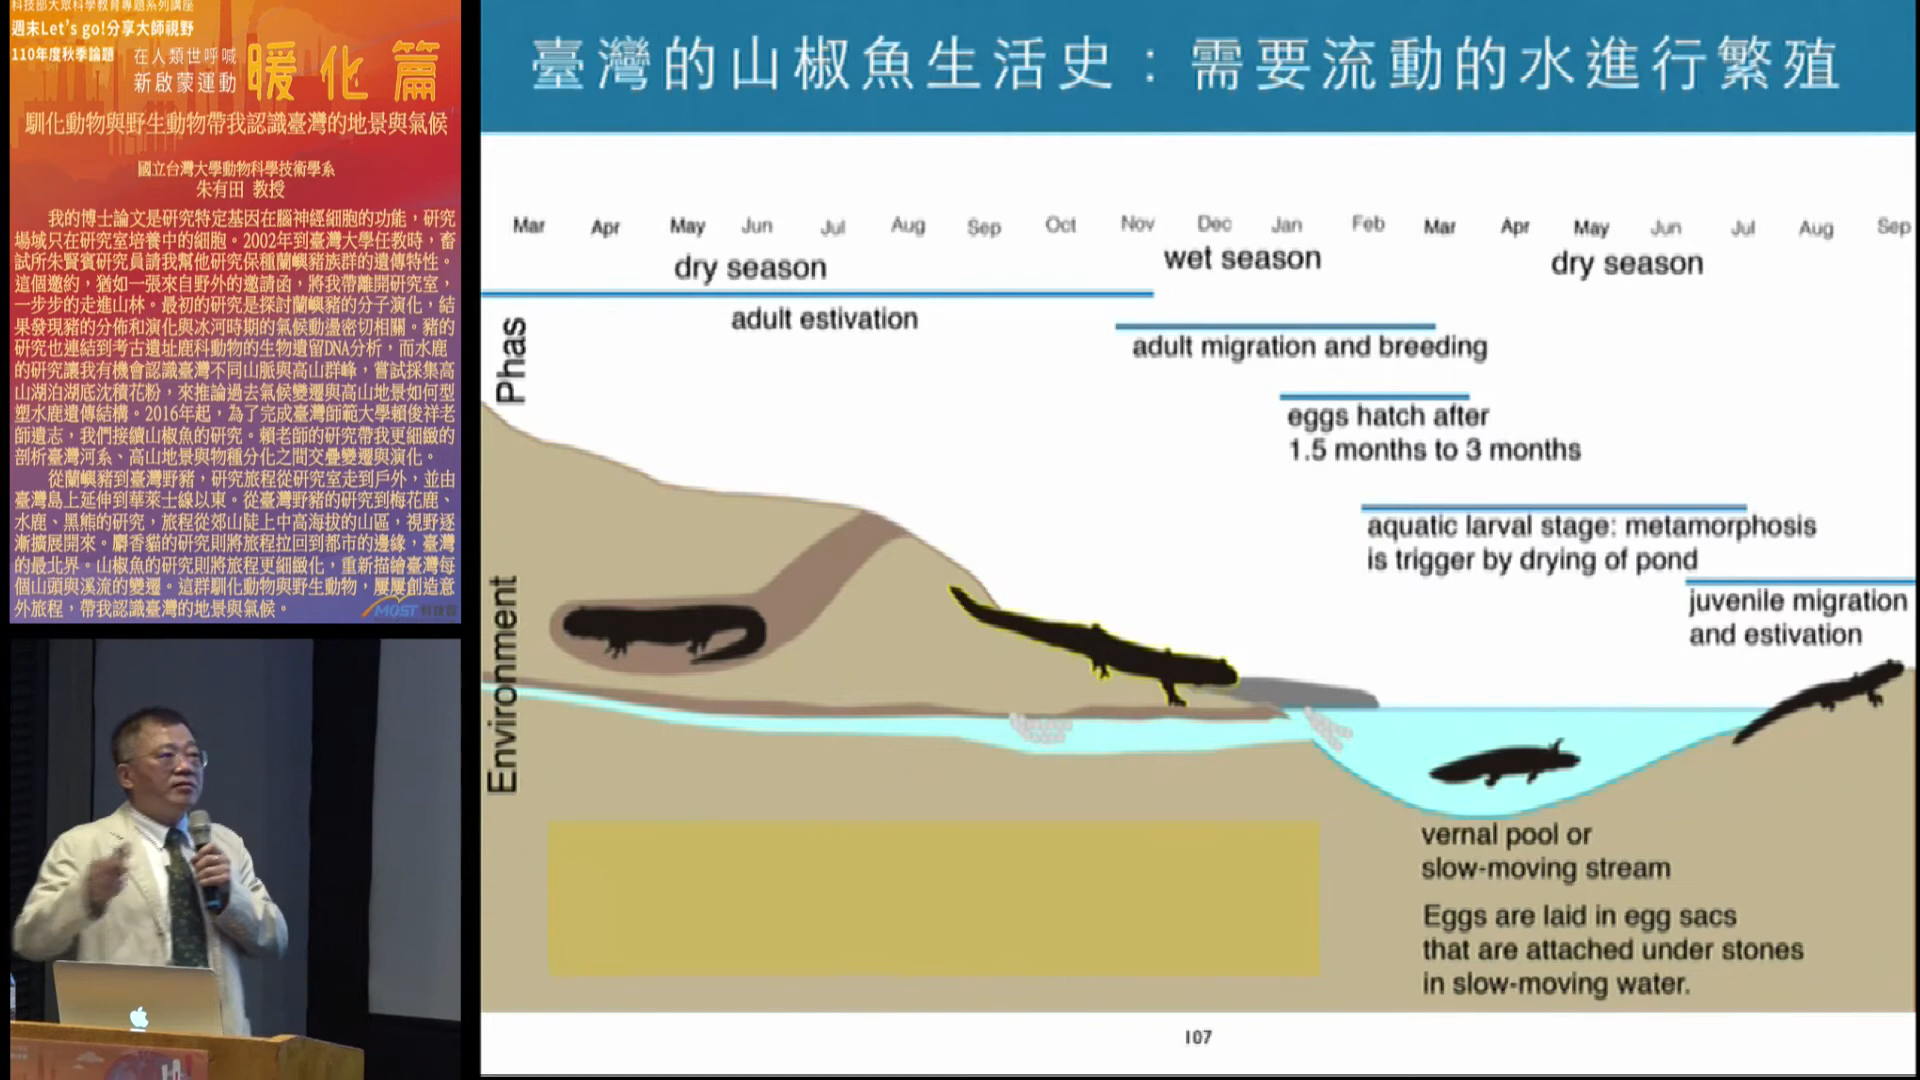 科技部大眾科學教育專題系列講座
週末Let's go!分享大師視野
110年度秋季論題
在人類世呼喊
新啟蒙運動
暖化篇
馴化動物與野生動物帶我認識臺灣的地景與氣候
國立台灣大學動物科學技術學系
朱有田 教授
我的博士論文是研究特定基因在腦神經細胞的功能，研究
場域只在研究室培養中的細胞。2002年到臺灣大學任教時，畜
試所朱賢賓研究員請我幫他研究保種蘭嶼豬族群的遺傳特性。
這個邀約，猶如一張來自野外的邀請函，將我帶離開研究室，
一步步的走進山林。最初的研究是探討蘭嶼豬的分子演化，結
果發現豬的分佈和演化與冰河時期的氣候動盪密切相關。豬的
研究也連結到考古遺址鹿科動物的生物遺留DNA分析，而水鹿
的研究讓我有機會認識臺灣不同山脈與高山群峰，嘗試採集高
山湖泊湖底沈積花粉，來推論過去氣候變遷與高山地景如何型
塑水鹿遺傳結構。2016年起，為了完成臺灣師範大學賴俊祥老
師遺志，我們接續山椒魚的研究。賴老師的研究帶我更細緻的
剖析臺灣河系、高山地景與物種分化之間交疊變遷與演化。
從蘭嶼豬到臺灣野豬，研究旅程從研究室走到戶外，並由
臺灣島上延伸到華萊士線以東。從臺灣野豬的研究到梅花鹿、
水鹿、黑熊的研究，旅程從郊山陡上中高海拔的山區，視野逐
漸擴展開來。麝香貓的研究則將旅程拉回到都市的邊緣，臺灣
的最北界。山椒魚的研究則將旅程更細緻化，重新描繪臺灣每
個山頭與溪流的變遷。這群馴化動物與野生動物，屢屢創造意
外旅程，帶我認識臺灣的地景與氣候。
MOST 科技部
臺灣的山椒魚生活史：需要流動的水進行繁殖
Mar Apr May Jun Jul Aug Sep Oct Nov Dec Jan Feb Mar Apr May Jun Jul Aug Sep
dry season
wet season
dry season
Phas
adult estivation
adult migration and breeding
eggs hatch after
1.5 months to 3 months
aquatic larval stage: metamorphosis
is trigger by drying of pond
juvenile migration
and estivation
Environment
vernal pool or
slow-moving stream
Eggs are laid in egg sacs
that are attached under stones
in slow-moving water.
107